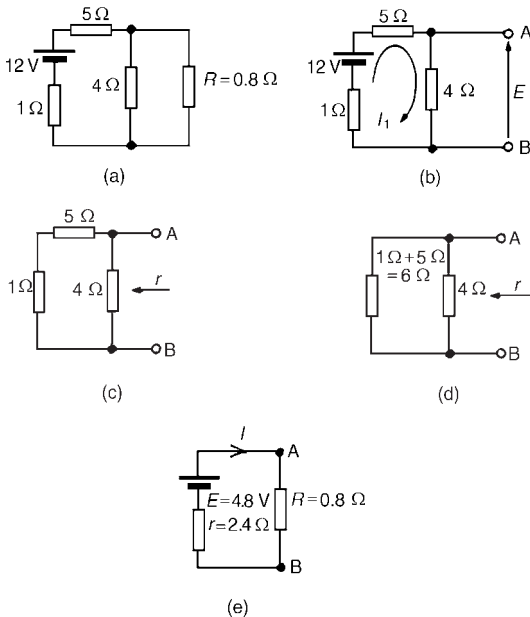 5 Ω
12 V
4 Ω
R = 0.8 Ω
1 Ω
(a)
5 Ω
A
12 V
4 Ω
E
1 Ω
I1
B
(b)
5 Ω
A
1 Ω
4 Ω
r
B
(c)
A
1 Ω + 5 Ω
= 6 Ω
4 Ω
r
B
(d)
I
A
E = 4.8 V
R = 0.8 Ω
r = 2.4 Ω
B
(e)